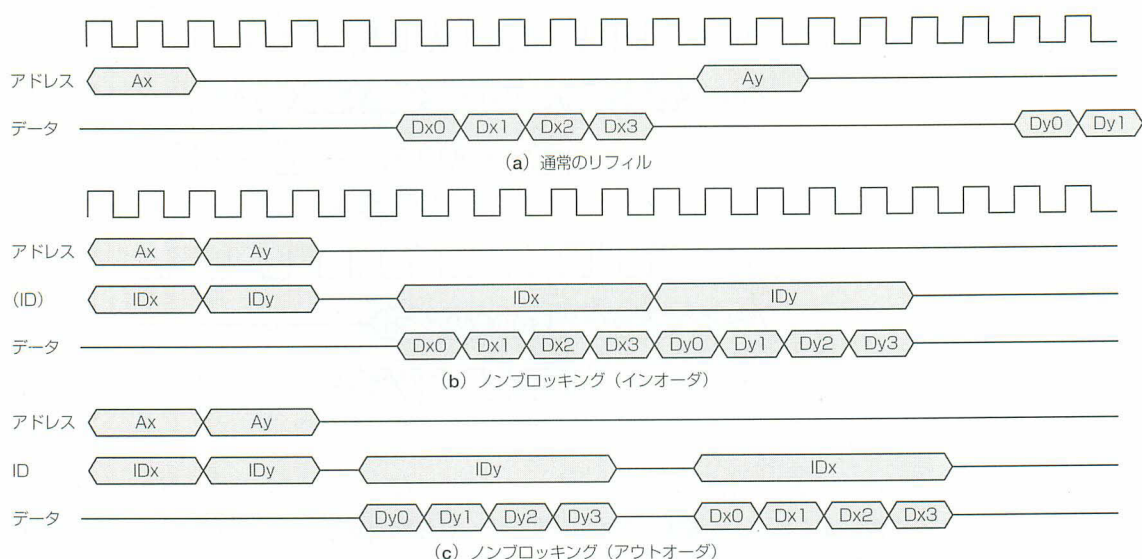 アドレス Ax Ay
データ Dx0 Dx1 Dx2 Dx3 Dy0 Dy1
(a) 通常のリフィル
アドレス Ax Ay
(ID) IDx IDy IDx IDy
データ Dx0 Dx1 Dx2 Dx3 Dy0 Dy1 Dy2 Dy3
(b) ノンブロッキング(インオーダ)
アドレス Ax Ay
ID IDx IDy IDy IDx
データ Dy0 Dy1 Dy2 Dy3 Dx0 Dx1 Dx2 Dx3
(c) ノンブロッキング(アウトオーダ)